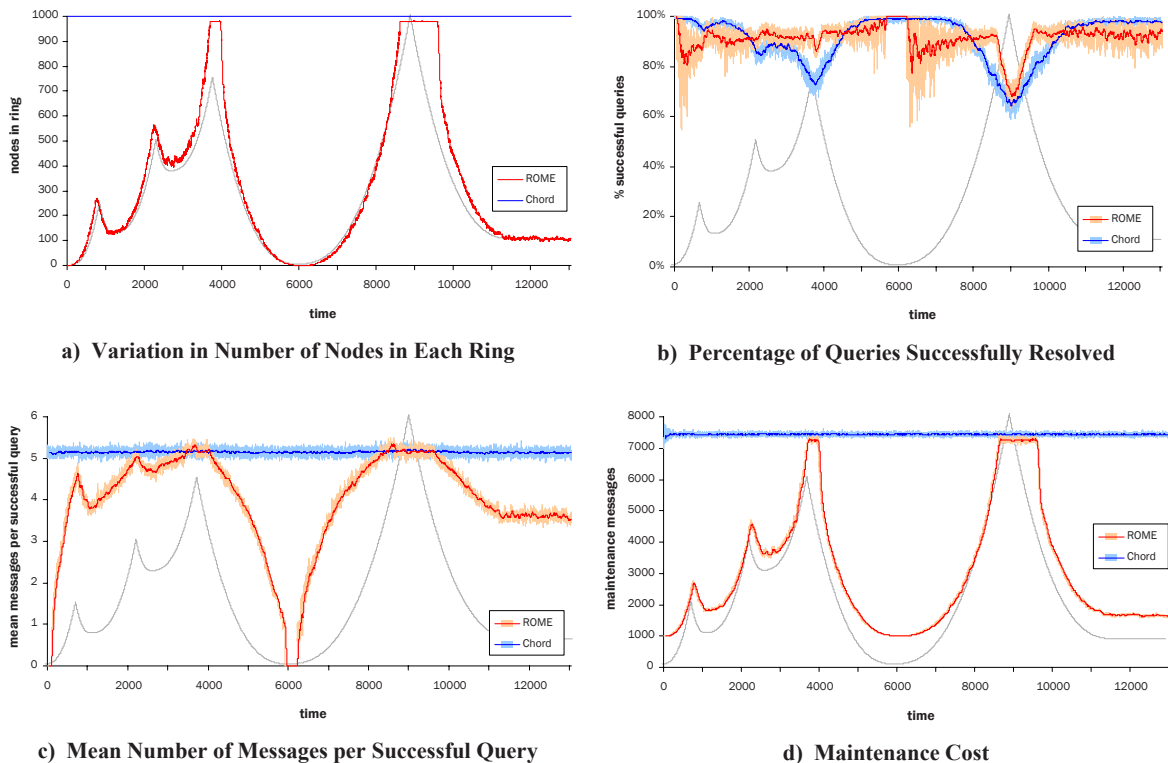 1000
900
800
700
600
500
400
300
200
100
0
nodes in ring
0 2000 4000 6000 8000 10000 12000
time
ROME
Chord
a) Variation in Number of Nodes in Each Ring
100%
80%
60%
40%
20%
0%
% successful queries
0 2000 4000 6000 8000 10000 12000
time
ROME
Chord
b) Percentage of Queries Successfully Resolved
6
5
4
3
2
1
0
mean messages per successful query
0 2000 4000 6000 8000 10000 12000
time
ROME
Chord
c) Mean Number of Messages per Successful Query
8000
7000
6000
5000
4000
3000
2000
1000
0
maintenance messages
0 2000 4000 6000 8000 10000 12000
time
ROME
Chord
d) Maintenance Cost